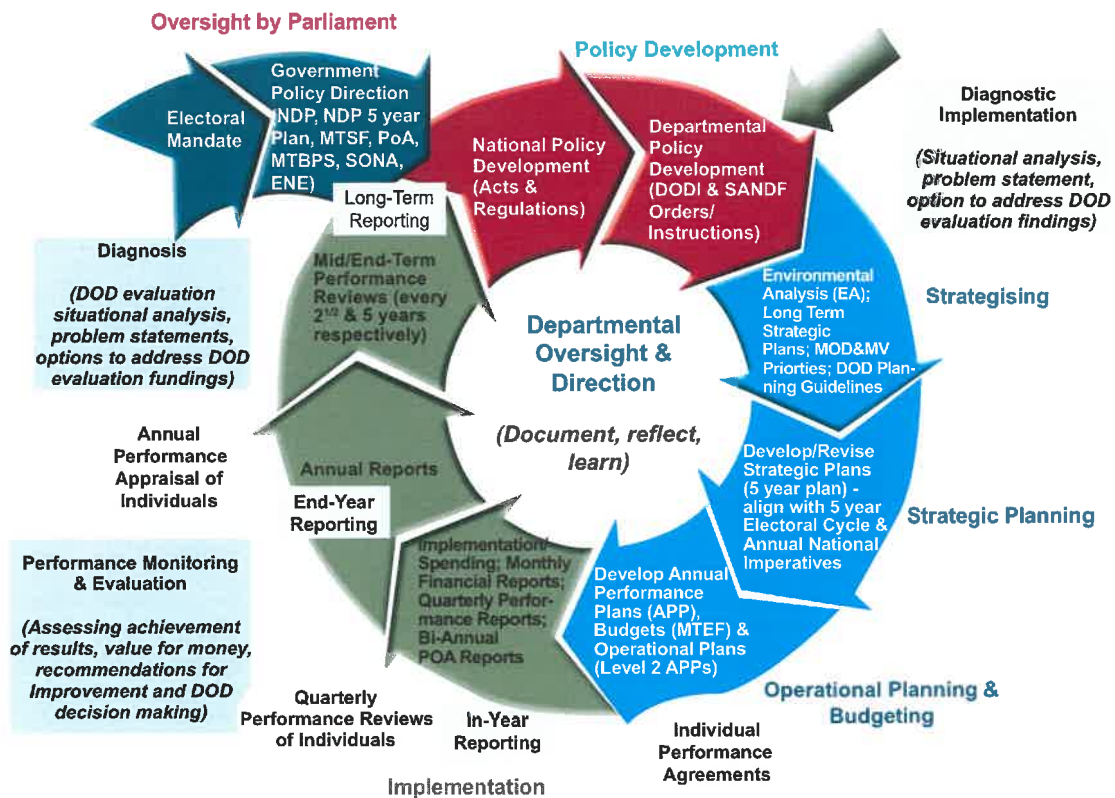 Oversight by Parliament
Policy Development
Electoral
Mandate
Government
Policy Direction
(NDP, NDP 5 year
Plan, MTSF, PoA,
MTBPS, SONA,
ENE)
National Policy
Development
(Acts &
Regulations)
Departmental
Policy
Development
(DODI & SANDF
Orders/
Instructions)
Diagnostic
Implementation
(Situational analysis,
problem statement,
option to address DOD
evaluation findings)
Long-Term
Reporting
Diagnosis
(DOD evaluation
situational analysis,
problem statements,
options to address DOD
evaluation fundings)
Mid/End-Term
Performance
Reviews (every
2 1/2 & 5 years
respectively)
Departmental
Oversight &
Direction
(Document, reflect,
learn)
Environmental
Analysis (EA);
Long Term
Strategic
Plans; MOD&MV
Priorties; DOD Plan-
ning Guidelines
Strategising
Annual
Performance
Appraisal of
Individuals
Annual Reports
End-Year
Reporting
Develop/Revise
Strategic Plans
(5 year plan) -
align with 5 year
Electoral Cycle &
Annual National
Imperatives
Strategic Planning
Performance Monitoring
& Evaluation
(Assessing achievement
of results, value for money,
recommendations for
Improvement and DOD
decision making)
Implementation/
Spending; Monthly
Financial Reports;
Quarterly Perfor-
mance Reports;
Bi-Annual
POA Reports
Develop Annual
Performance
Plans (APP),
Budgets (MTEF) &
Operational Plans
(Level 2 APPs)
Operational Planning &
Budgeting
Quarterly
Performance Reviews
of Individuals
In-Year
Reporting
Individual
Performance
Agreements
Implementation